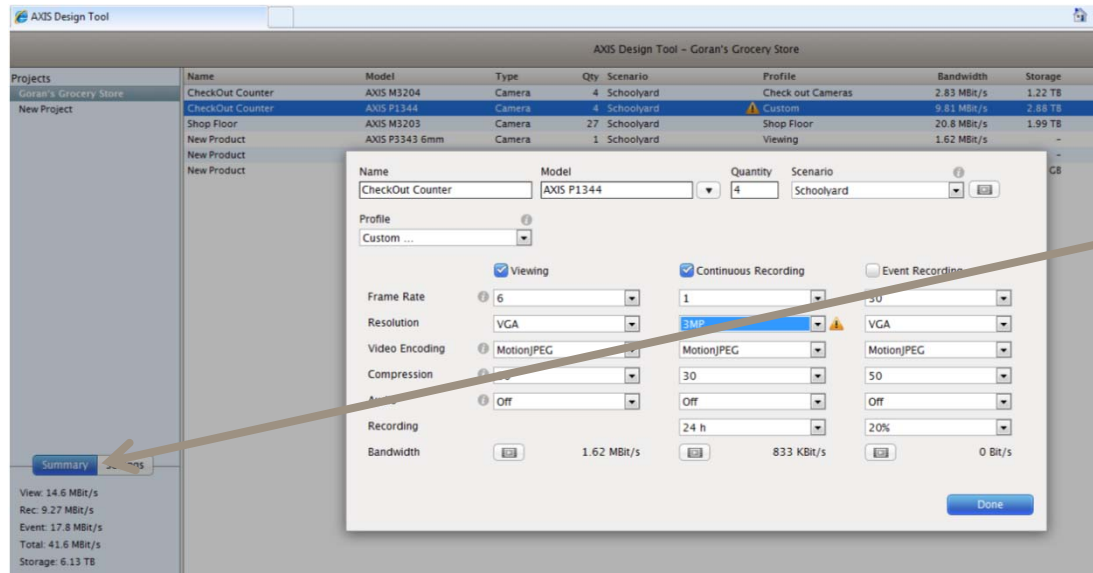 AXIS Design Tool
AXIS Design Tool - Goran's Grocery Store
Projects
Goran's Grocery Store
New Project
Name Model Type Qty Scenario Profile Bandwidth Storage
CheckOut Counter AXIS M3204 Camera 4 Schoolyard Check out Cameras 2.83 MBit/s 1.22 TB
CheckOut Counter AXIS P1344 Camera 4 Schoolyard Custom 9.81 MBit/s 2.88 TB
Shop Floor AXIS M3203 Camera 27 Schoolyard Shop Floor 20.8 MBit/s 1.99 TB
New Product AXIS P3343 6mm Camera 1 Schoolyard Viewing 1.62 MBit/s -
New Product -
New Product GB
Name Model Quantity Scenario
CheckOut Counter AXIS P1344 4 Schoolyard
Profile
Custom ...
Viewing Continuous Recording Event Recording
Frame Rate 6 1 30
Resolution VGA 3MP VGA
Video Encoding MotionJPEG MotionJPEG MotionJPEG
Compression 30 50
Off Off Off
Recording 24 h 20%
Bandwidth 1.62 MBit/s 833 KBit/s 0 Bit/s
Done
Summary
View: 14.6 MBit/s
Rec: 9.27 MBit/s
Event: 17.8 MBit/s
Total: 41.6 MBit/s
Storage: 6.13 TB